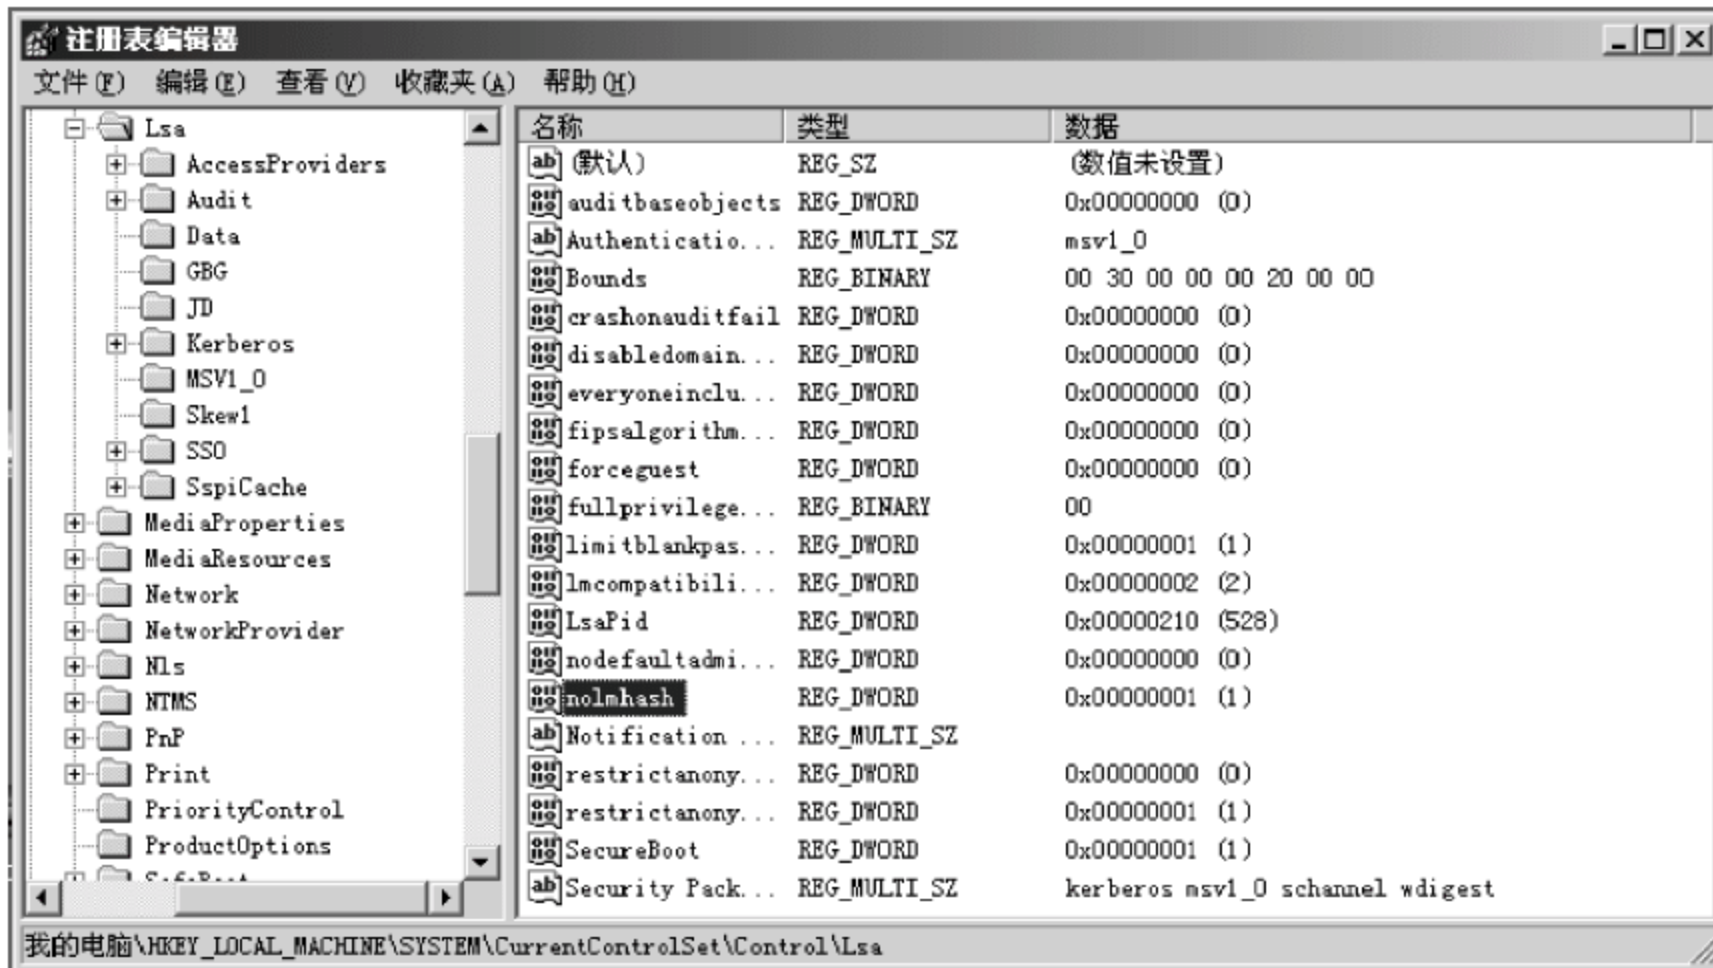 注册表编辑器
文件(F) 编辑(E) 查看(V) 收藏夹(A) 帮助(H)
Lsa
AccessProviders
Audit
Data
GBG
JD
Kerberos
MSV1_0
Skew1
SSO
SspiCache
MediaProperties
MediaResources
Network
NetworkProvider
Nls
NTMS
PnP
Print
PriorityControl
ProductOptions
名称 类型 数据
(默认) REG_SZ (数值未设置)
auditbaseobjects REG_DWORD 0x00000000 (0)
Authenticatio... REG_MULTI_SZ msv1_0
Bounds REG_BINARY 00 30 00 00 00 20 00 00
crashonauditfail REG_DWORD 0x00000000 (0)
disabledomain... REG_DWORD 0x00000000 (0)
everyoneinclu... REG_DWORD 0x00000000 (0)
fipsalgorithm... REG_DWORD 0x00000000 (0)
forceguest REG_DWORD 0x00000000 (0)
fullprivilege... REG_BINARY 00
limitblankpas... REG_DWORD 0x00000001 (1)
lmcompatibili... REG_DWORD 0x00000002 (2)
LsaPid REG_DWORD 0x00000210 (528)
nodefaultadmi... REG_DWORD 0x00000000 (0)
nolmhash REG_DWORD 0x00000001 (1)
Notification ... REG_MULTI_SZ
restrictanony... REG_DWORD 0x00000000 (0)
restrictanony... REG_DWORD 0x00000001 (1)
SecureBoot REG_DWORD 0x00000001 (1)
Security Pack... REG_MULTI_SZ kerberos msv1_0 schannel wdigest
我的电脑\HKEY_LOCAL_MACHINE\SYSTEM\CurrentControlSet\Control\Lsa